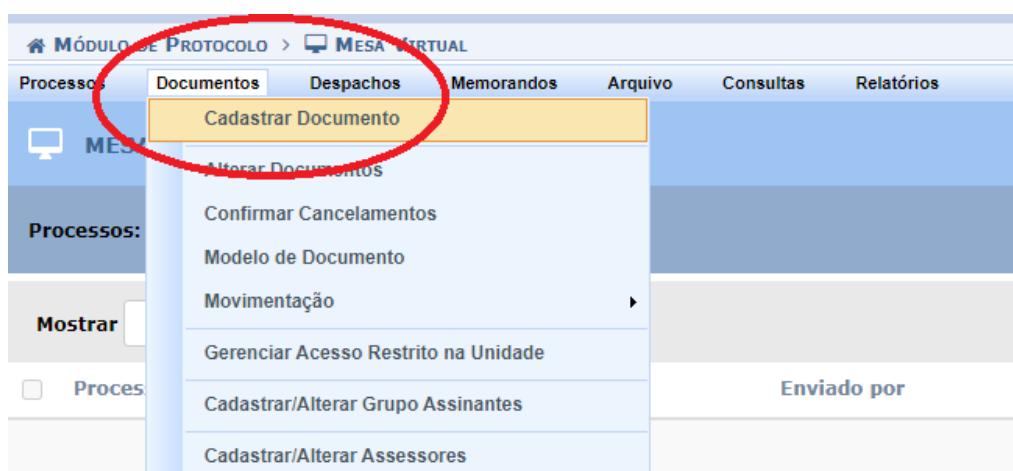 MÓDULO DE PROTOCOLO > MESA VIRTUAL
Processos Documentos Despachos Memorandos Arquivo Consultas Relatórios
Cadastrar Documento
MESA
Alterar Documentos
Confirmar Cancelamentos
Processos:
Modelo de Documento
Movimentação
Mostrar
Gerenciar Acesso Restrito na Unidade
Proces Enviado por
Cadastrar/Alterar Grupo Assinantes
Cadastrar/Alterar Assessores